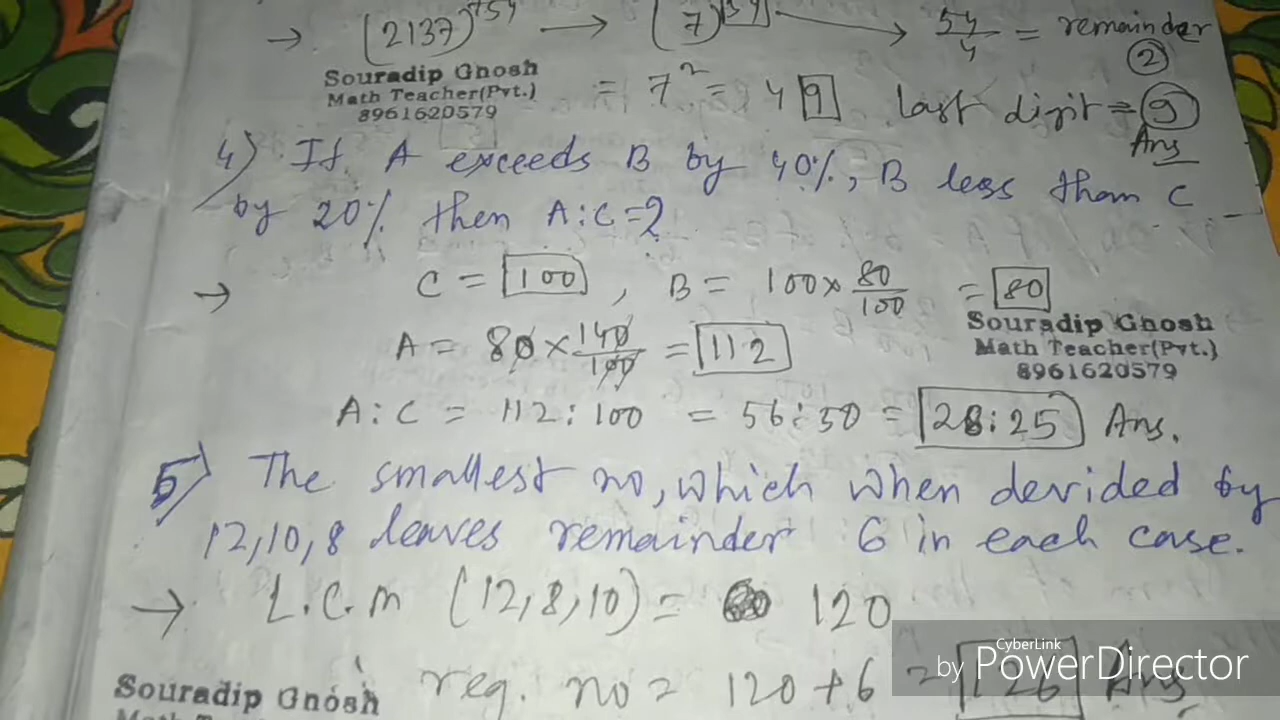 → (2137)^754 → (7) → 54/4 = remainder
②
Souradip Ghosh
Math Teacher(Pvt.)
8961620579
= 7^2 = 49 last digit = 9
Ans
4) If A exceeds B by 40%, B less than C
by 20% then A:C=?
→ C = 100, B = 100 × 80/100 = 80
A = 80 × 140/100 = 112
Souradip Ghosh
Math Teacher(Pvt.)
8961620579
A:C = 112:100 = 56:50 = 28:25 Ans.
5) The smallest no, which when devided by
12,10,8 leaves remainder 6 in each case.
→ L.C.M (12,8,10) = 120
req. no = 120+6 = 126 Ans
Souradip Ghosh
CyberLink
by PowerDirector